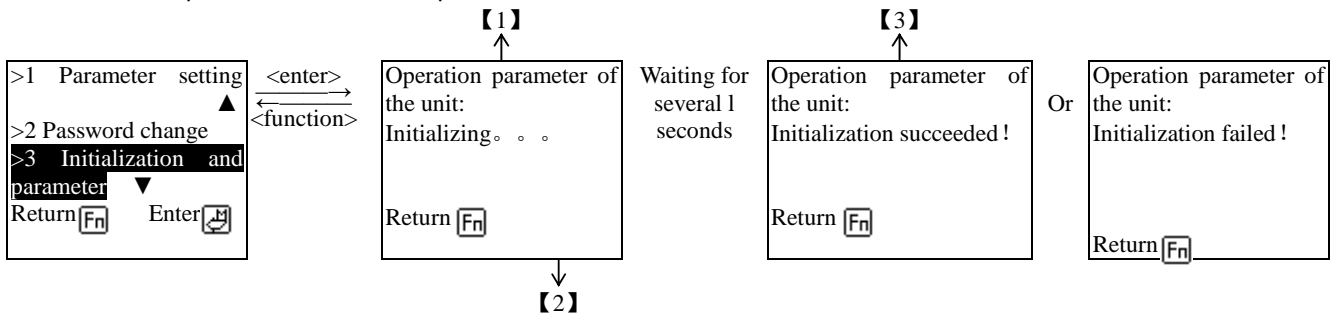 【1】
【3】
>1 Parameter setting
▲
>2 Password change
>3 Initialization and
parameter ▼
Return Fn Enter
<enter>
<function>
Operation parameter of
the unit:
Initializing。。。
Return Fn
【2】
Waiting for
several l
seconds
Operation parameter of
the unit:
Initialization succeeded！
Return Fn
Or
Operation parameter of
the unit:
Initialization failed！
Return Fn